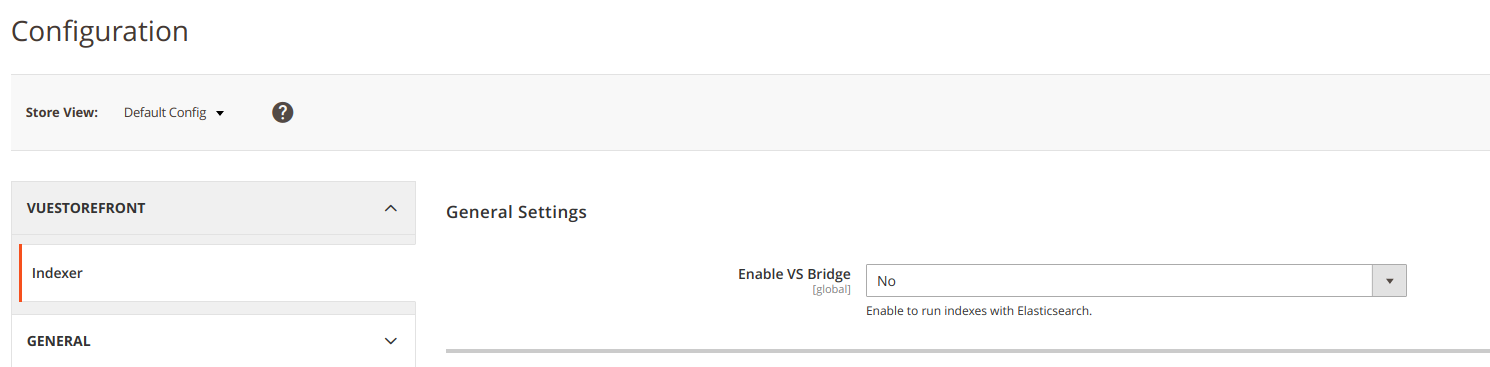 Configuration
Store View: Default Config ?
VUESTOREFRONT
Indexer
GENERAL
General Settings
Enable VS Bridge No
[global]
Enable to run indexes with Elasticsearch.